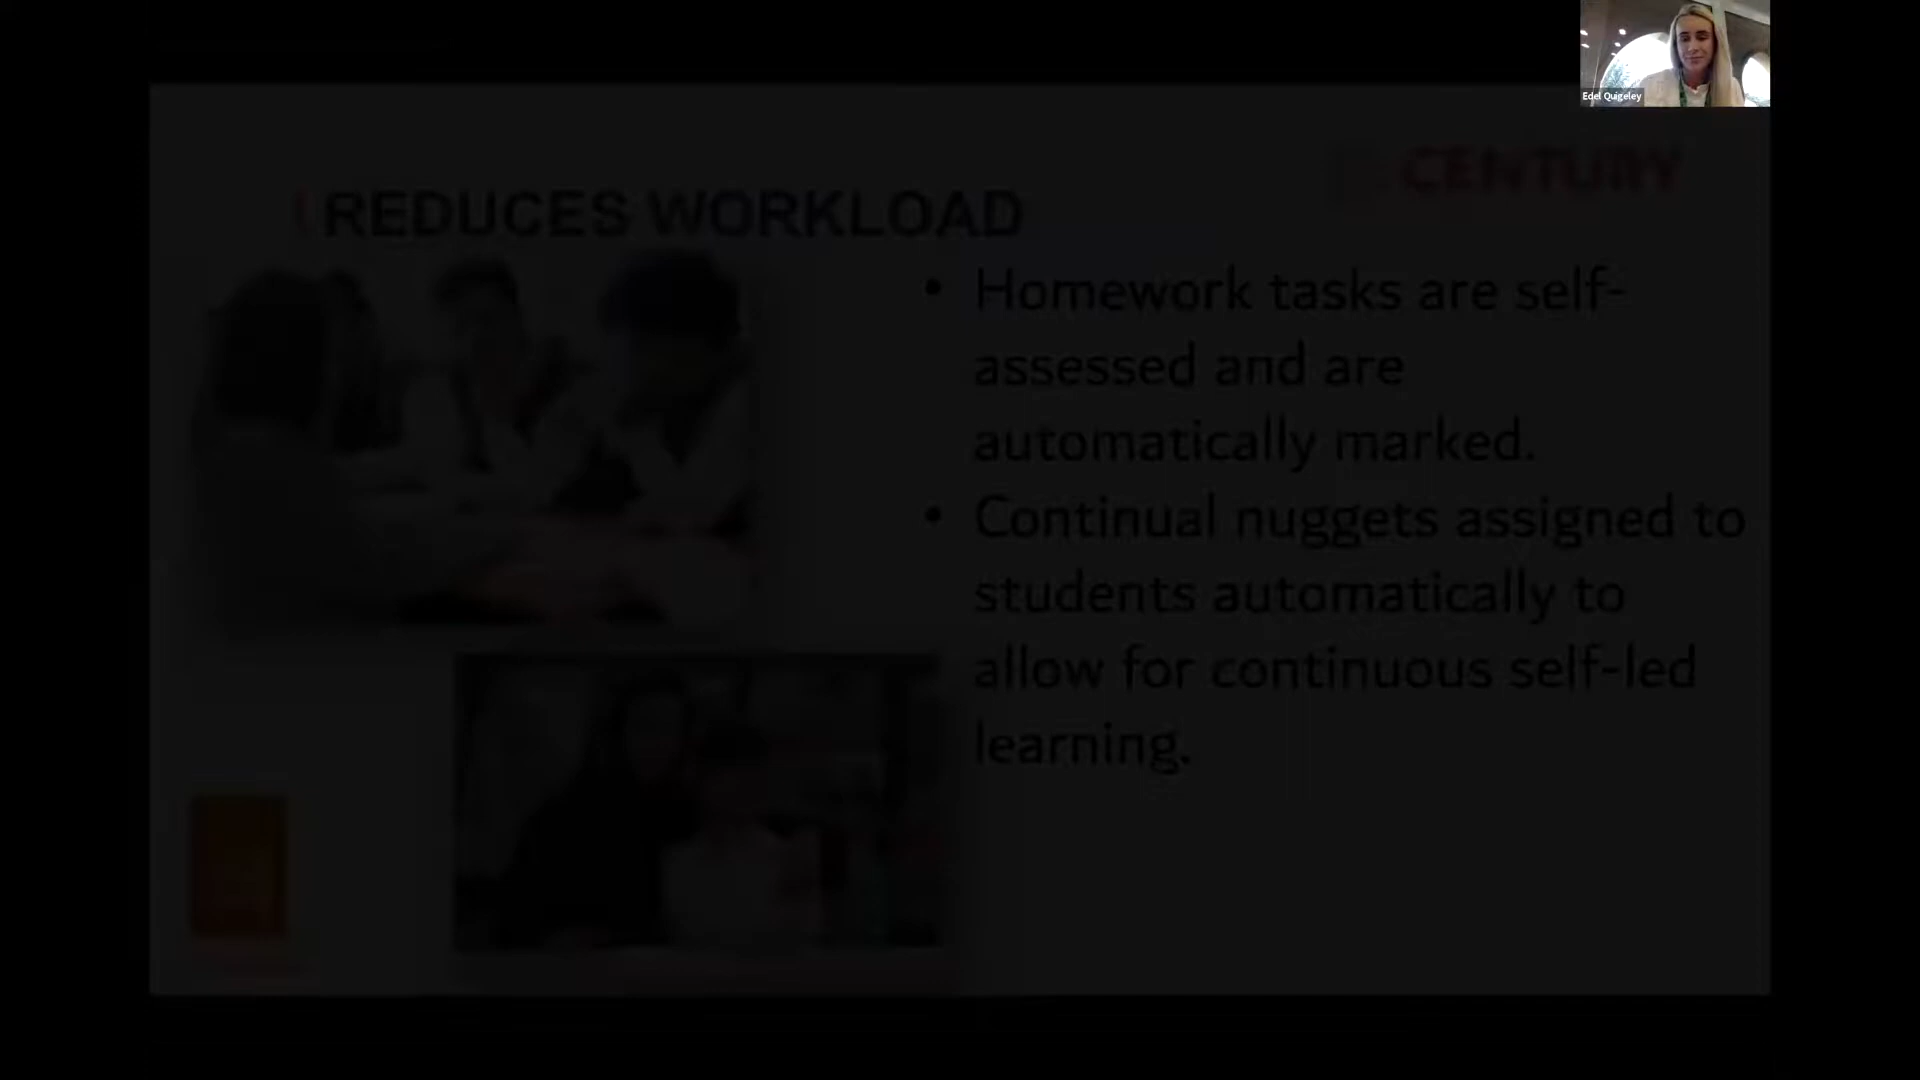 Edel Quigeley
CENTURY
REDUCES WORKLOAD
• Homework tasks are self-
assessed and are
automatically marked.
• Continual nuggets assigned to
students automatically to
allow for continuous self-led
learning.